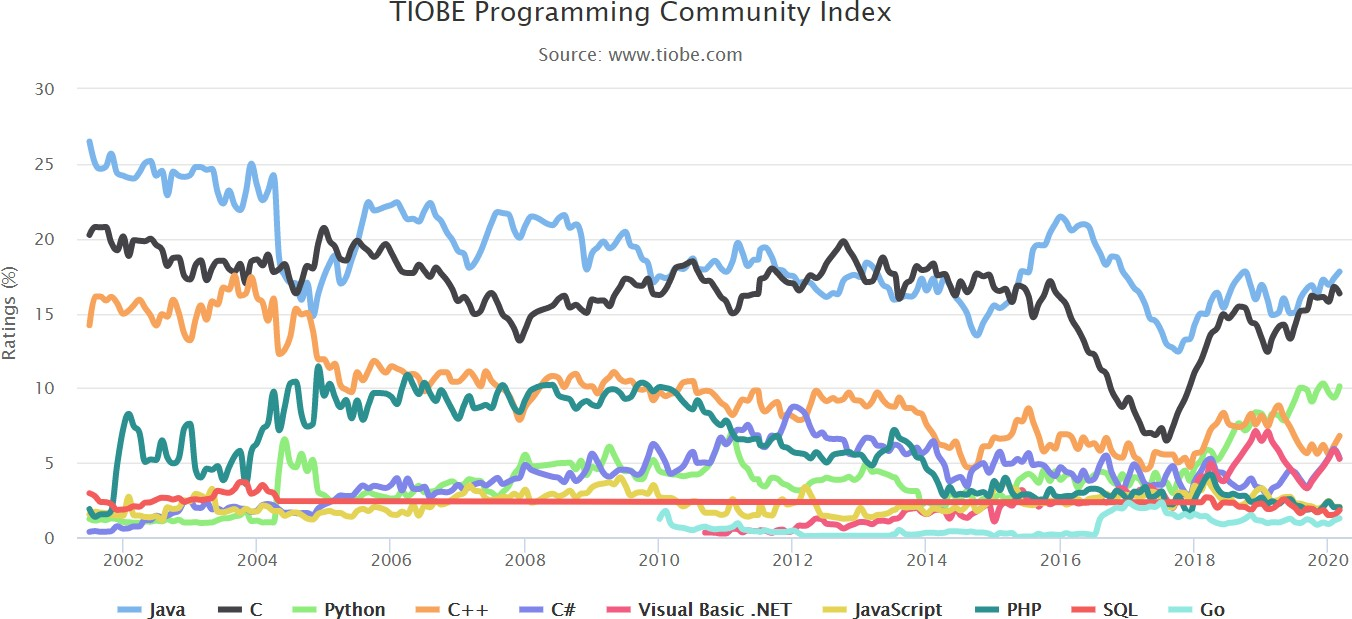 TIOBE Programming Community Index
Source: www.tiobe.com
Ratings (%)
30
25
20
15
10
5
0
2002 2004 2006 2008 2010 2012 2014 2016 2018 2020
Java C Python C++ C# Visual Basic .NET JavaScript PHP SQL Go